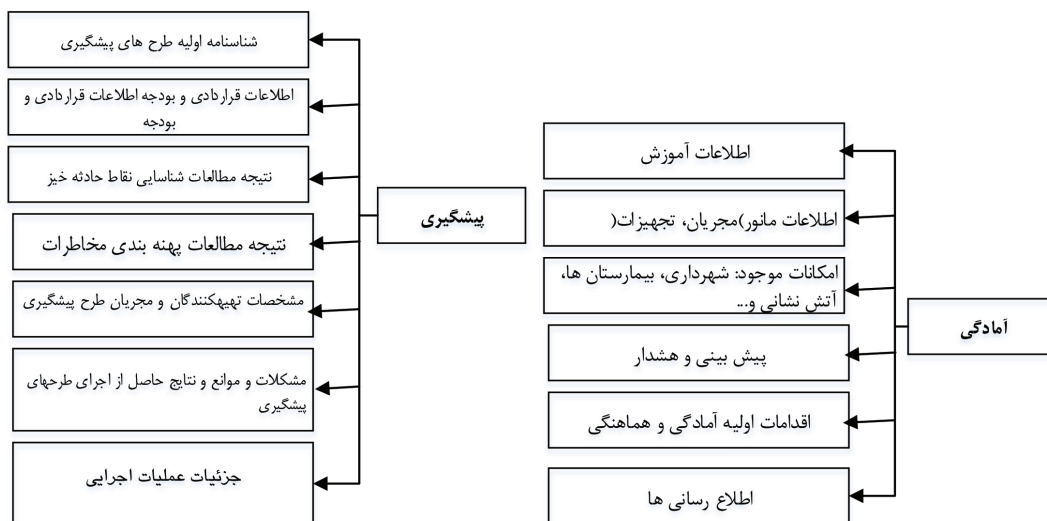 آمادگی
اطلاعات آموزش
اطلاعات مانور)مجریان، تجهیزات(
امکانات موجود: شهرداری، بیمارستان ها،
آتش نشانی و...
پیش بینی و هشدار
اقدامات اولیه آمادگی و هماهنگی
اطلاع رسانی ها
پیشگیری
شناسنامه اولیه طرح های پیشگیری
اطلاعات قراردادی و بودجه اطلاعات قراردادی و
بودجه
نتیجه مطالعات شناسایی نقاط حادثه خیز
نتیجه مطالعات پهنه بندی مخاطرات
مشخصات تهیهکنندگان و مجریان طرح پیشگیری
مشکلات و موانع و نتایج حاصل از اجرای طرحهای
پیشگیری
جزئیات عملیات اجرایی